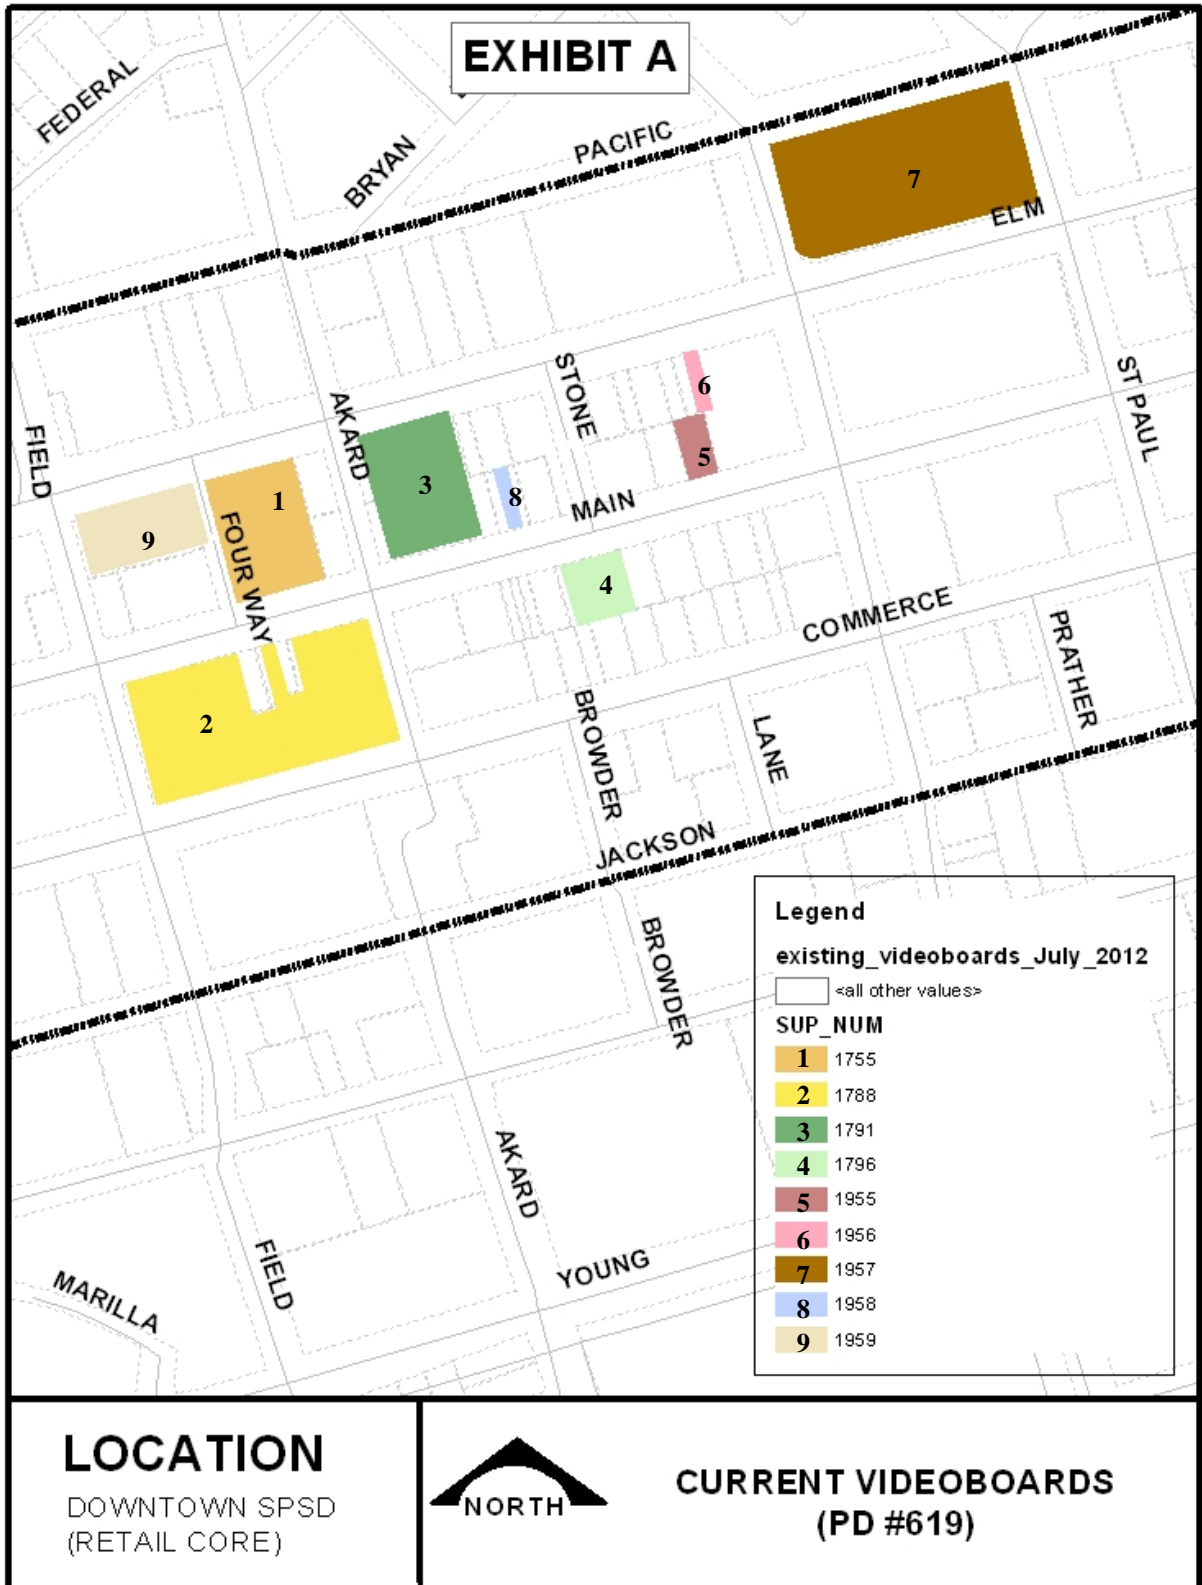 EXHIBIT A
FEDERAL
BRYAN
PACIFIC
7
ELM
STONE
6
ST PAUL
AKARD
FIELD
5
3
8
1
MAIN
9
FOUR WAY
4
COMMERCE
PRATHER
2
BROWDER
LANE
JACKSON
BROWDER
AKARD
YOUNG
FIELD
MARILLA
Legend
existing_videoboards_July_2012
<all other values>
SUP_NUM
1 1755
2 1788
3 1791
4 1796
5 1955
6 1956
7 1957
8 1958
9 1959
LOCATION
DOWNTOWN SPSD
(RETAIL CORE)
NORTH
CURRENT VIDEOBOARDS
(PD #619)